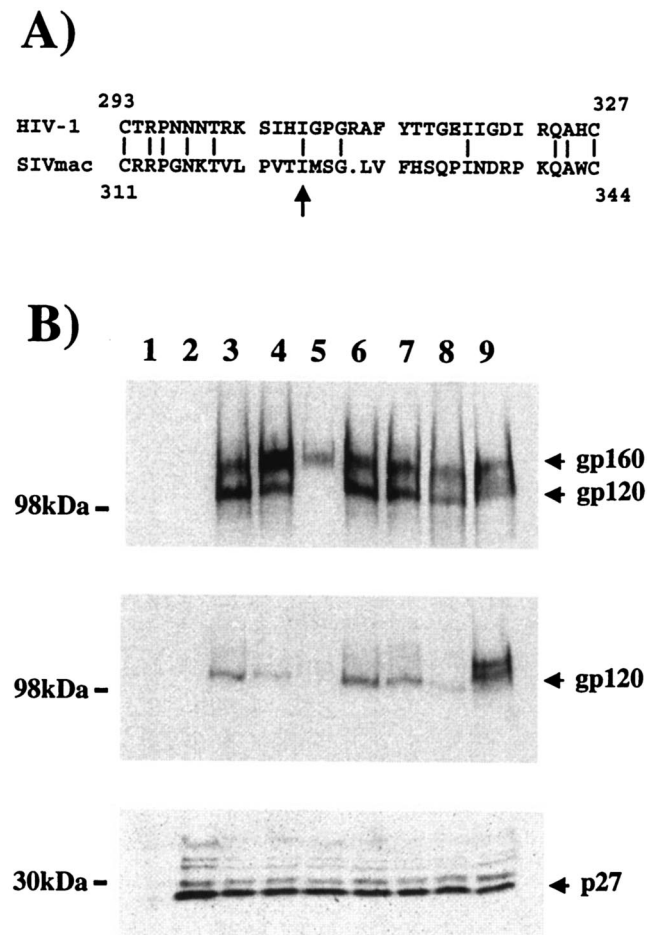 A)
293 327
HIV-1 CTRPNNNTRK SIHIGPGRAF YTTGEIIGDI RQAHC
SIVmac CRRPGNKTVL PVTIMSG.LV FHSQPINDRP KQAWC
311 344
B)
1 2 3 4 5 6 7 8 9
gp160
gp120
98kDa
gp120
98kDa
30kDa p27